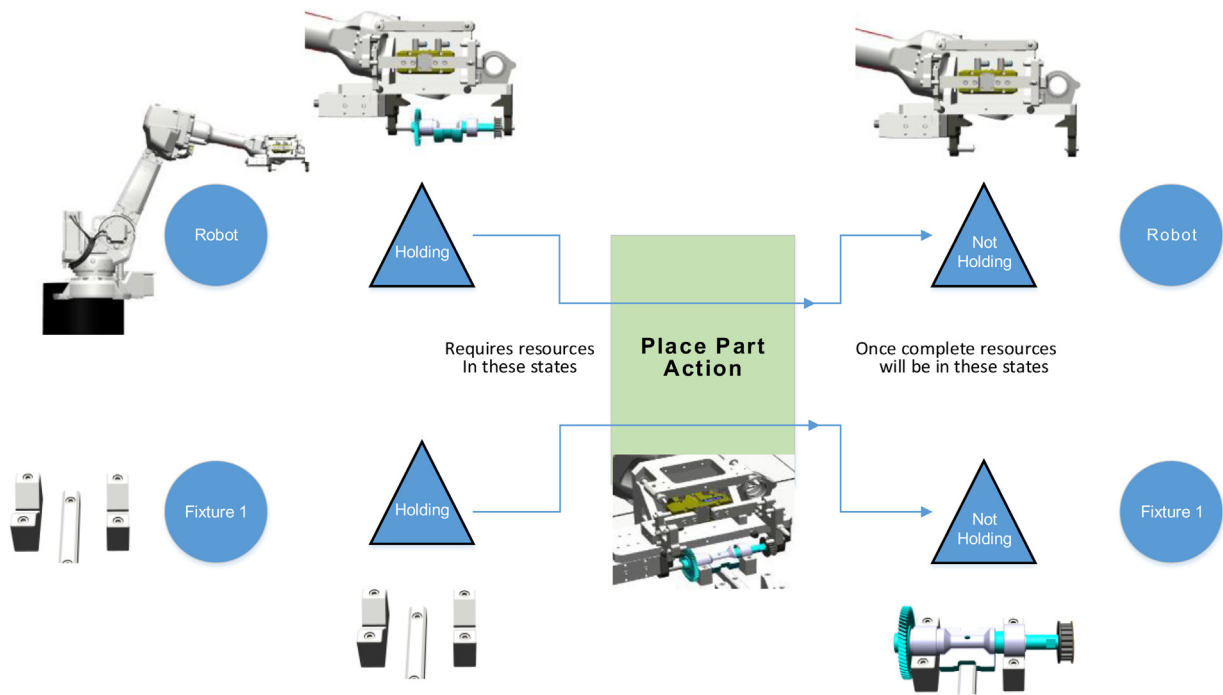 Robot
Holding
Not
Holding
Robot
Requires resources
In these states
Place Part
Action
Once complete resources
will be in these states
Fixture 1
Holding
Not
Holding
Fixture 1